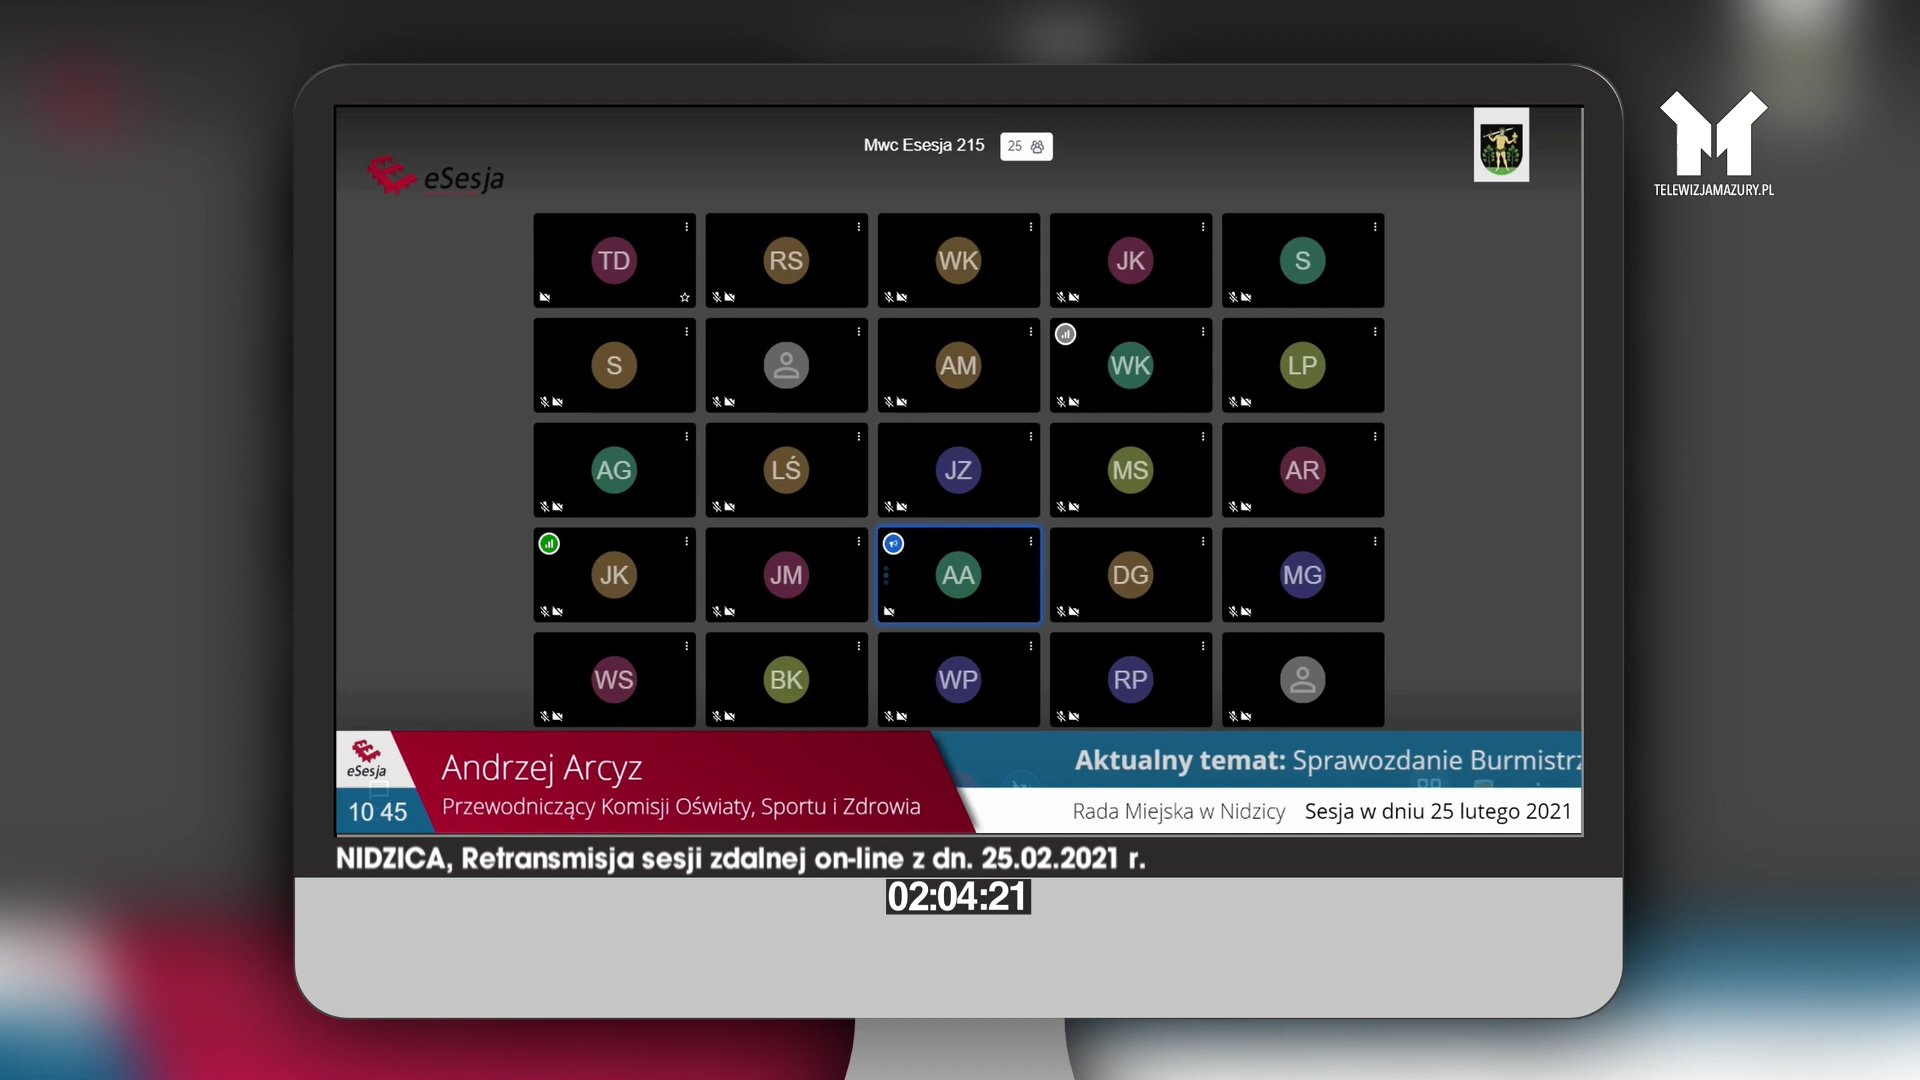 Mwc Esesja 215 25
TELEWIZJAMAZURY.PL
eSesja
TD RS WK JK S
S AM WK LP
AG LŚ JZ MS AR
JK JM AA DG MG
WS BK WP RP
eSesja
10 45
Andrzej Arcyz
Przewodniczący Komisji Oświaty, Sportu i Zdrowia
Aktualny temat: Sprawozdanie Burmistrz
Rada Miejska w Nidzicy Sesja w dniu 25 lutego 2021
NIDZICA, Retransmisja sesji zdalnej on-line z dn. 25.02.2021 r.
02:04:21